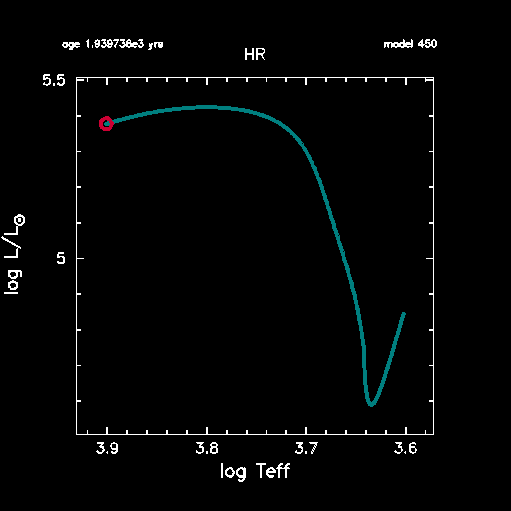 age 1.939736e3 yrs
model 450
HR
5.5
5
log L/L⊙
3.9
3.8
3.7
3.6
log Teff